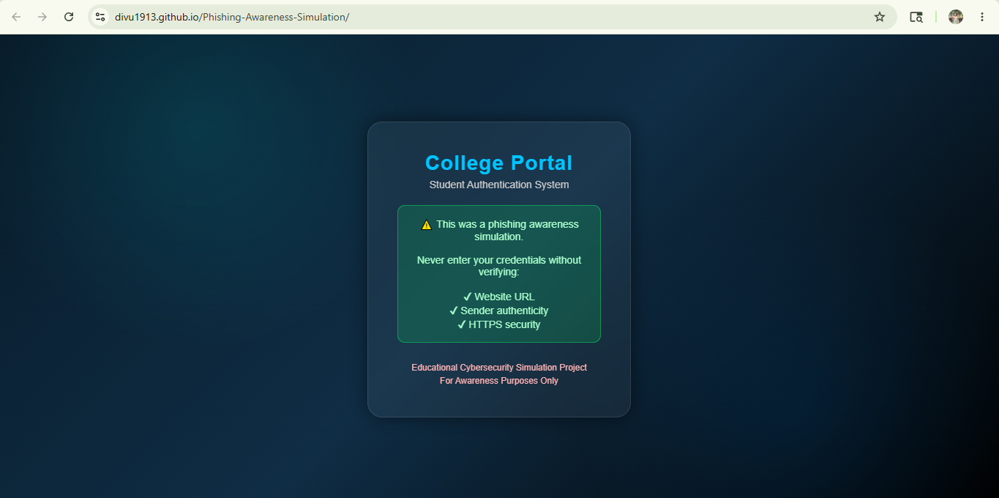 divu1913.github.io/Phishing-Awareness-Simulation/
College Portal
Student Authentication System
⚠️ This was a phishing awareness
simulation.
Never enter your credentials without
verifying:
✔ Website URL
✔ Sender authenticity
✔ HTTPS security
Educational Cybersecurity Simulation Project
For Awareness Purposes Only